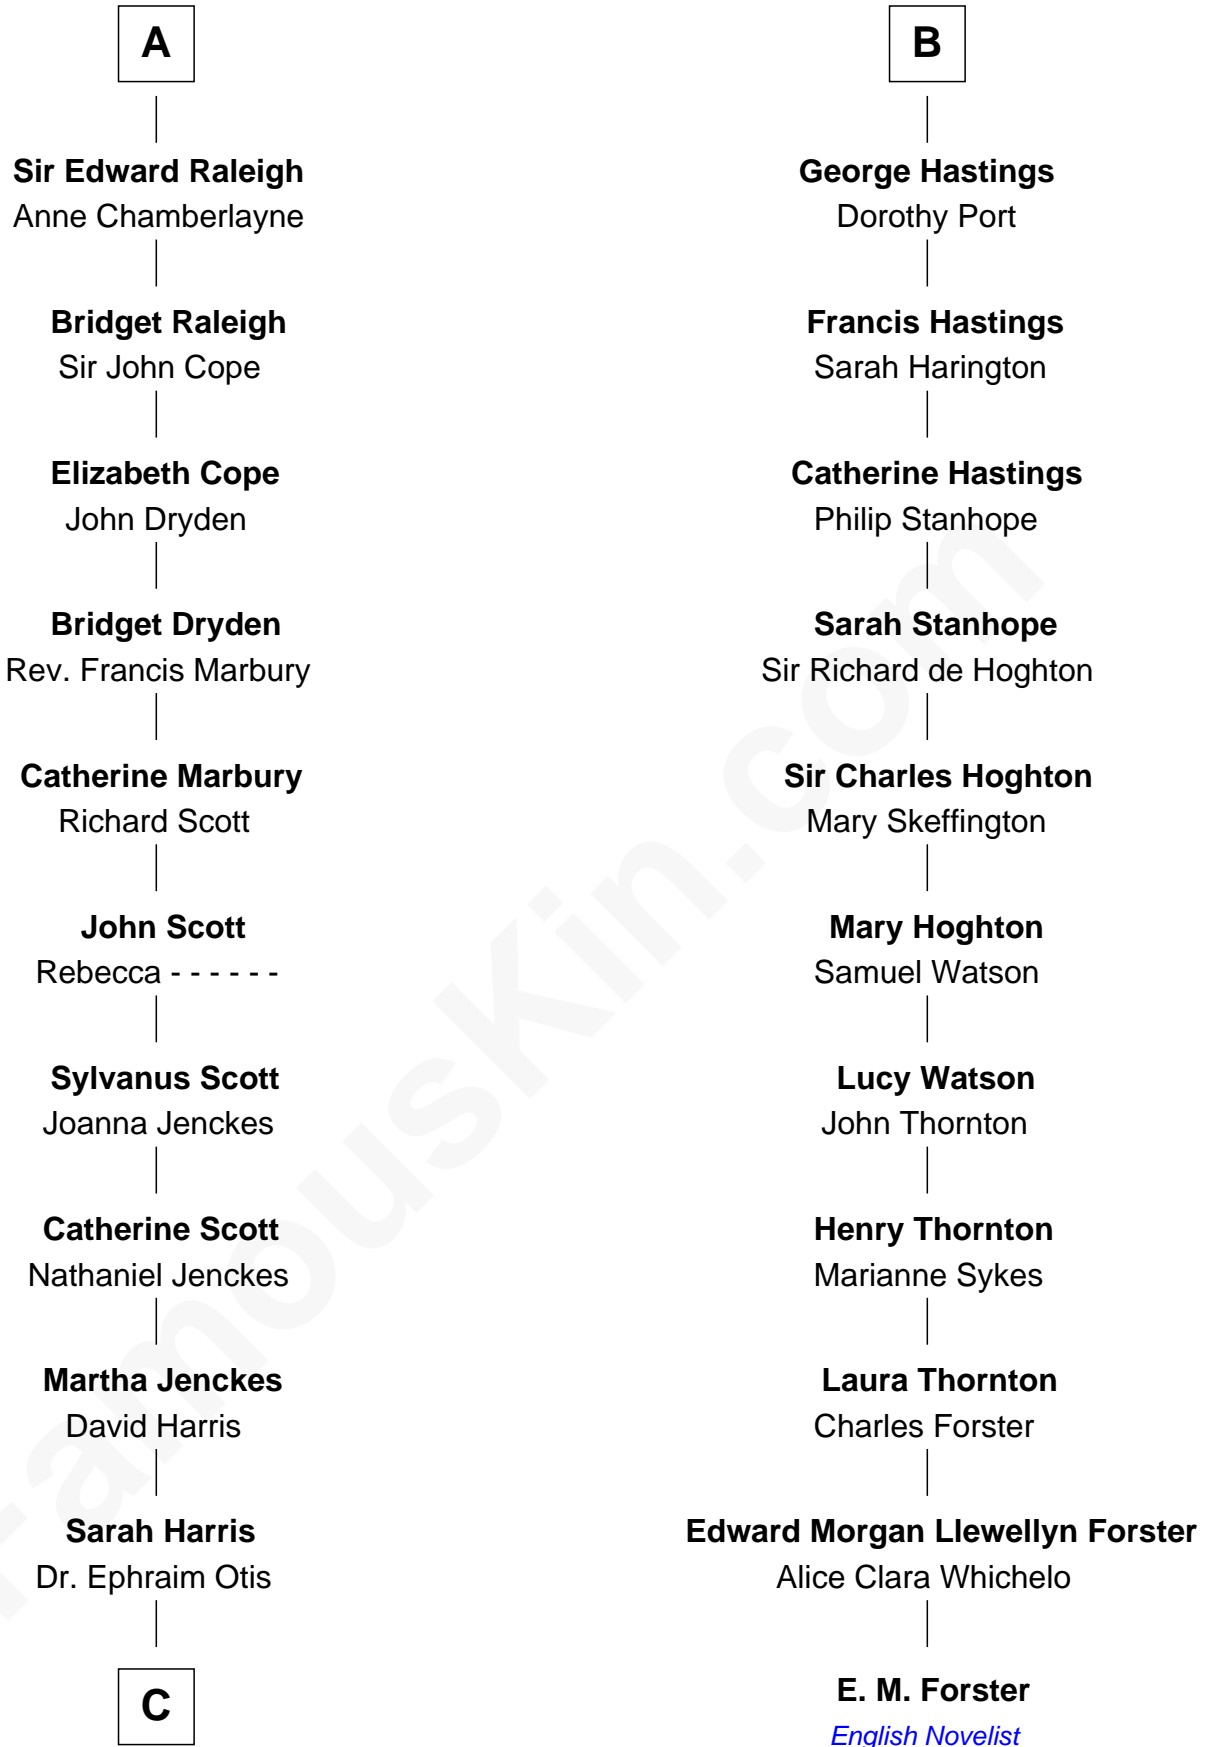 A
Sir Edward Raleigh
Anne Chamberlayne
Bridget Raleigh
Sir John Cope
Elizabeth Cope
John Dryden
Bridget Dryden
Rev. Francis Marbury
Catherine Marbury
Richard Scott
John Scott
Rebecca - - - - - -
Sylvanus Scott
Joanna Jenckes
Catherine Scott
Nathaniel Jenckes
Martha Jenckes
David Harris
Sarah Harris
Dr. Ephraim Otis
C
B
George Hastings
Dorothy Port
Francis Hastings
Sarah Harington
Catherine Hastings
Philip Stanhope
Sarah Stanhope
Sir Richard de Hoghton
Sir Charles Hoghton
Mary Skeffington
Mary Hoghton
Samuel Watson
Lucy Watson
John Thornton
Henry Thornton
Marianne Sykes
Laura Thornton
Charles Forster
Edward Morgan Llewellyn Forster
Alice Clara Whichelo
E. M. Forster
English Novelist
FamousKin.com